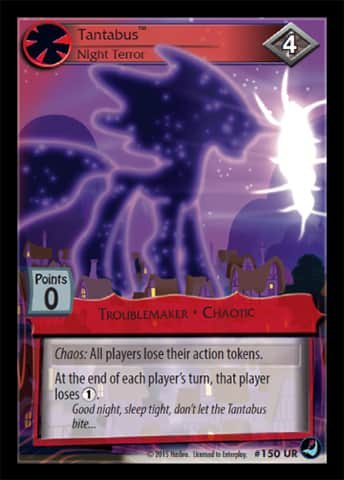 Tantabus™
Night Terror
4
Points
0
Troublemaker • Chaotic
Chaos: All players lose their action tokens.
At the end of each player's turn, that player
loses 1.
Good night, sleep tight, don't let the Tantabus
bite...
© 2015 Hasbro. Licensed to Enterplay. #150 UR